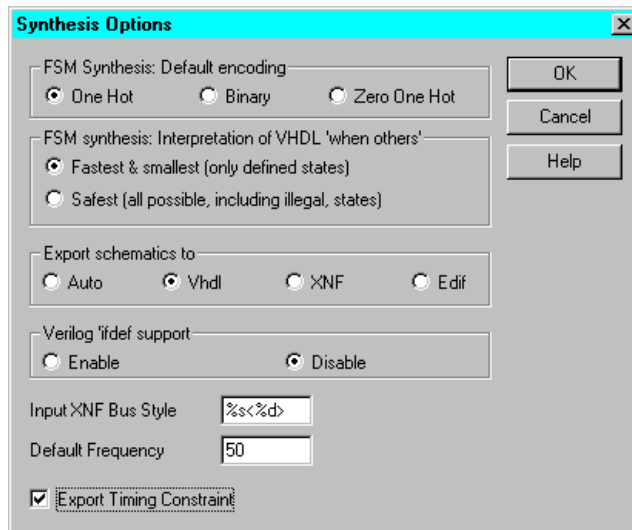 Synthesis Options
FSM Synthesis: Default encoding
One Hot Binary Zero One Hot
OK
Cancel
Help
FSM synthesis: Interpretation of VHDL 'when others'
Fastest & smallest (only defined states)
Safest (all possible, including illegal, states)
Export schematics to
Auto Vhdl XNF Edif
Verilog 'ifdef support
Enable Disable
Input XNF Bus Style %s<%d>
Default Frequency 50
Export Timing Constraint